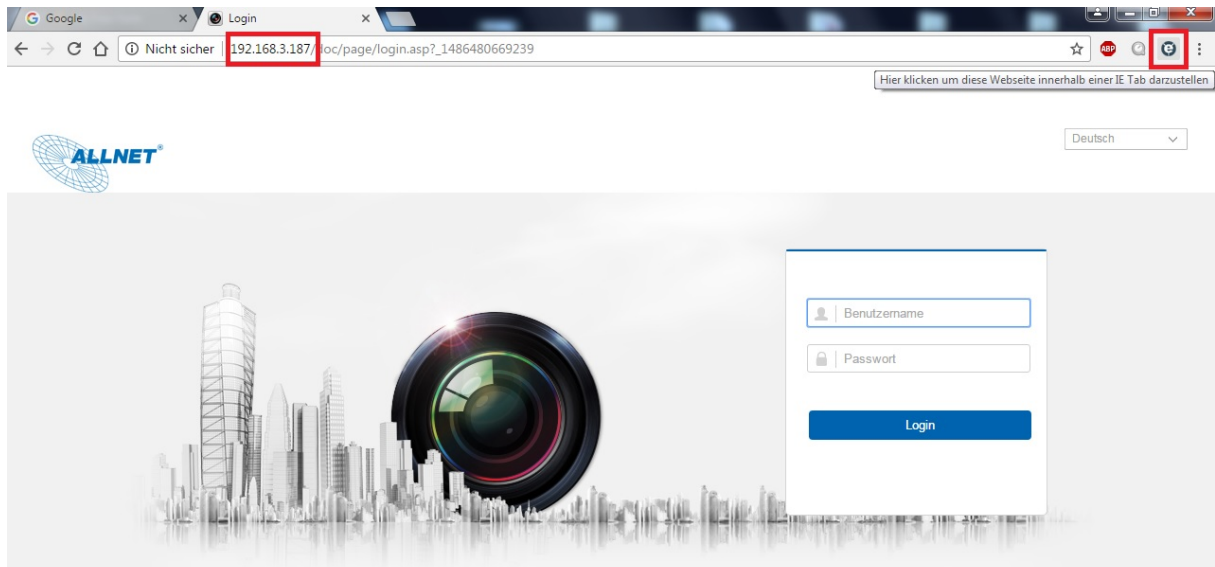 Google
Login
Nicht sicher | 192.168.3.187/doc/page/login.asp?_1486480669239
ABP
Hier klicken um diese Webseite innerhalb einer IE Tab darzustellen
ALLNET®
Deutsch
Benutzername
Passwort
Login